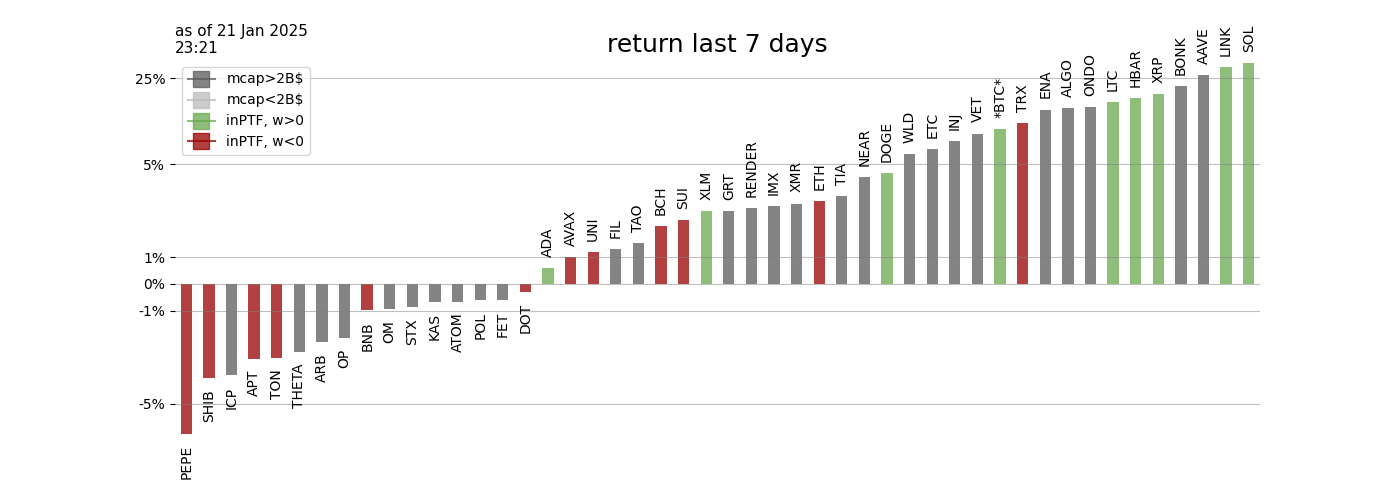 as of 21 Jan 2025
23:21
return last 7 days
mcap>2B$
mcap<2B$
inPTF, w>0
inPTF, w<0
25%
5%
1%
0%
-1%
-5%
PEPE
SHIB
ICP
APT
TON
THETA
ARB
OP
BNB
OM
STX
KAS
ATOM
POL
FET
DOT
ADA
AVAX
UNI
FIL
TAO
BCH
SUI
XLM
GRT
RENDER
IMX
XMR
ETH
TIA
NEAR
DOGE
WLD
ETC
INJ
VET
*BTC*
TRX
ENA
ALGO
ONDO
LTC
HBAR
XRP
BONK
AAVE
LINK
SOL